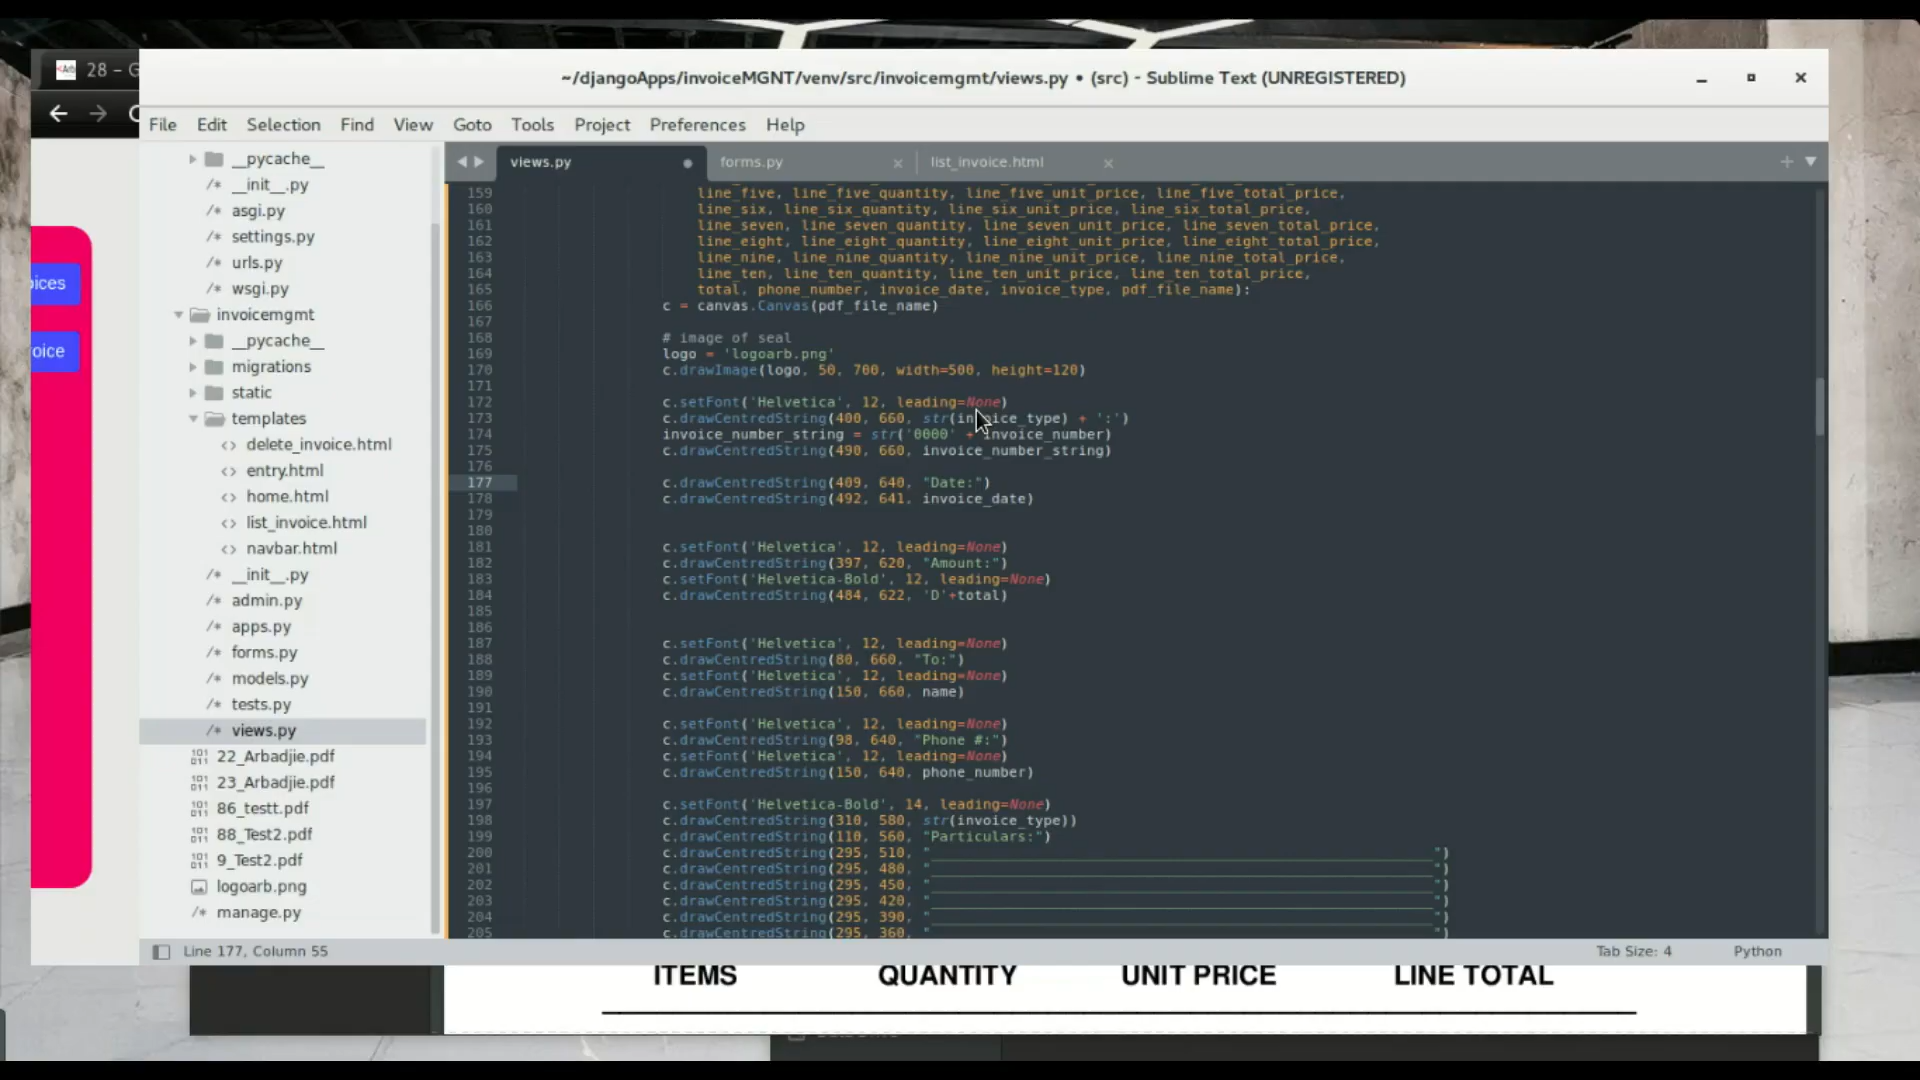 28 – G
~/djangoApps/invoiceMGNT/venv/src/invoicemgmt/views.py • (src) - Sublime Text (UNREGISTERED)
File Edit Selection Find View Goto Tools Project Preferences Help
views.py forms.py list_invoice.html
__pycache__
__init__.py
asgi.py
settings.py
urls.py
wsgi.py
invoicemgmt
__pycache__
migrations
static
templates
delete_invoice.html
entry.html
home.html
list_invoice.html
navbar.html
__init__.py
admin.py
apps.py
forms.py
models.py
tests.py
views.py
22_Arbadjie.pdf
23_Arbadjie.pdf
86_testt.pdf
88_Test2.pdf
9_Test2.pdf
logoarb.png
manage.py
oices
oice
159 line_five, line_five_quantity, line_five_unit_price, line_five_total_price,
160 line_six, line_six_quantity, line_six_unit_price, line_six_total_price,
161 line_seven, line_seven_quantity, line_seven_unit_price, line_seven_total_price,
162 line_eight, line_eight_quantity, line_eight_unit_price, line_eight_total_price,
163 line_nine, line_nine_quantity, line_nine_unit_price, line_nine_total_price,
164 line_ten, line_ten_quantity, line_ten_unit_price, line_ten_total_price,
165 total, phone_number, invoice_date, invoice_type, pdf_file_name):
166 c = canvas.Canvas(pdf_file_name)
167
168 # image of seal
169 logo = 'logoarb.png'
170 c.drawImage(logo, 50, 700, width=500, height=120)
171
172 c.setFont('Helvetica', 12, leading=None)
173 c.drawCentredString(400, 660, str(invoice_type) + ':')
174 invoice_number_string = str('0000' + invoice_number)
175 c.drawCentredString(490, 660, invoice_number_string)
176
177 c.drawCentredString(409, 640, "Date:")
178 c.drawCentredString(492, 641, invoice_date)
179
180
181 c.setFont('Helvetica', 12, leading=None)
182 c.drawCentredString(397, 620, "Amount:")
183 c.setFont('Helvetica-Bold', 12, leading=None)
184 c.drawCentredString(484, 622, 'D'+total)
185
186
187 c.setFont('Helvetica', 12, leading=None)
188 c.drawCentredString(80, 660, "To:")
189 c.setFont('Helvetica', 12, leading=None)
190 c.drawCentredString(150, 660, name)
191
192 c.setFont('Helvetica', 12, leading=None)
193 c.drawCentredString(98, 640, "Phone #:")
194 c.setFont('Helvetica', 12, leading=None)
195 c.drawCentredString(150, 640, phone_number)
196
197 c.setFont('Helvetica-Bold', 14, leading=None)
198 c.drawCentredString(310, 580, str(invoice_type))
199 c.drawCentredString(110, 560, "Particulars:")
200 c.drawCentredString(295, 510, "__________________________________________________________")
201 c.drawCentredString(295, 480, "__________________________________________________________")
202 c.drawCentredString(295, 450, "__________________________________________________________")
203 c.drawCentredString(295, 420, "__________________________________________________________")
204 c.drawCentredString(295, 390, "__________________________________________________________")
205 c.drawCentredString(295, 360, "__________________________________________________________")
Line 177, Column 55 Tab Size: 4 Python
ITEMS QUANTITY UNIT PRICE LINE TOTAL